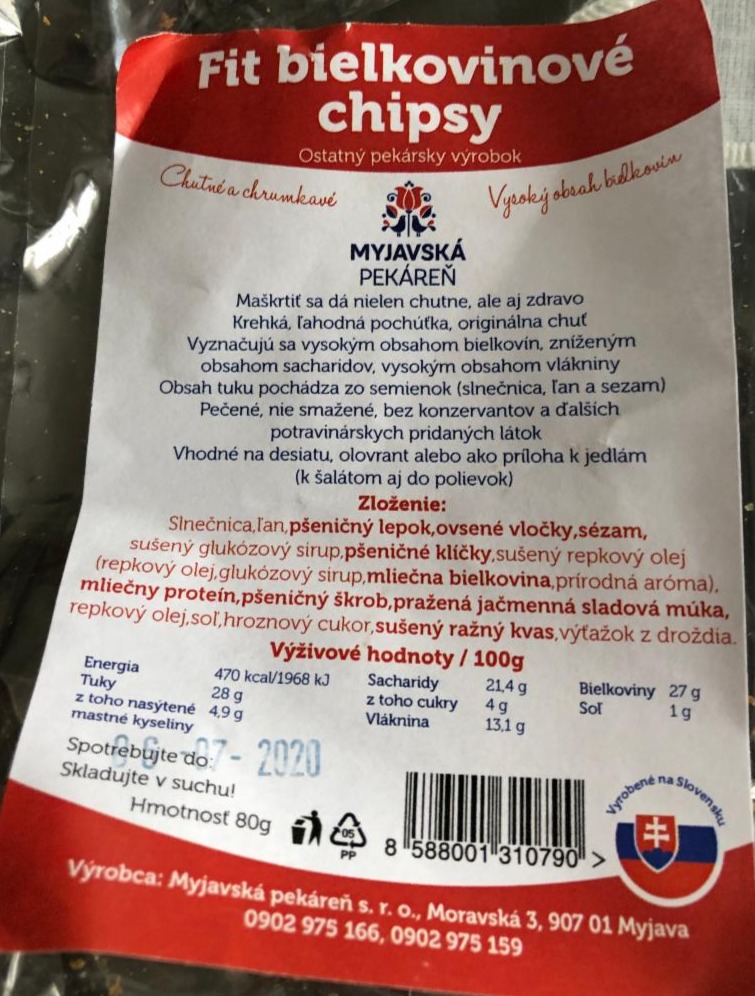 Fit bielkovinové
chipsy
Ostatný pekársky výrobok
Chutné a chrumkavé
Vysoký obsah bielkovín
MYJAVSKÁ
PEKÁREŇ
Maškrtiť sa dá nielen chutne, ale aj zdravo
Krehká, ľahodná pochúťka, originálna chuť
Vyznačujú sa vysokým obsahom bielkovín, zníženým
obsahom sacharidov, vysokým obsahom vlákniny
Obsah tuku pochádza zo semienok (slnečnica, ľan a sezam)
Pečené, nie smažené, bez konzervantov a ďalších
potravinárskych pridaných látok
Vhodné na desiatu, olovrant alebo ako príloha k jedlám
(k šalátom aj do polievok)
Zloženie:
Slnečnica,ľan,pšeničný lepok,ovsené vločky,sézam,
sušený glukózový sirup,pšeničné klíčky,sušený repkový olej
(repkový olej,glukózový sirup,mliečna bielkovina,prírodná aróma),
mliečny proteín,pšeničný škrob,pražená jačmenná sladová múka,
repkový olej,soľ,hroznový cukor,sušený ražný kvas,výťažok z droždia.
Výživové hodnoty / 100g
Energia 470 kcal/1968 kJ Sacharidy 21,4 g Bielkoviny 27 g
Tuky 28 g z toho cukry 4 g Soľ 1 g
z toho nasýtené 4,9 g Vláknina 13,1 g
mastné kyseliny
Spotrebujte do: 07- 2020
Skladujte v suchu!
Hmotnosť 80g
05
PP
8 588001 310790 >
Vyrobené na Slovensku
Výrobca: Myjavská pekáreň s. r. o., Moravská 3, 907 01 Myjava
0902 975 166, 0902 975 159